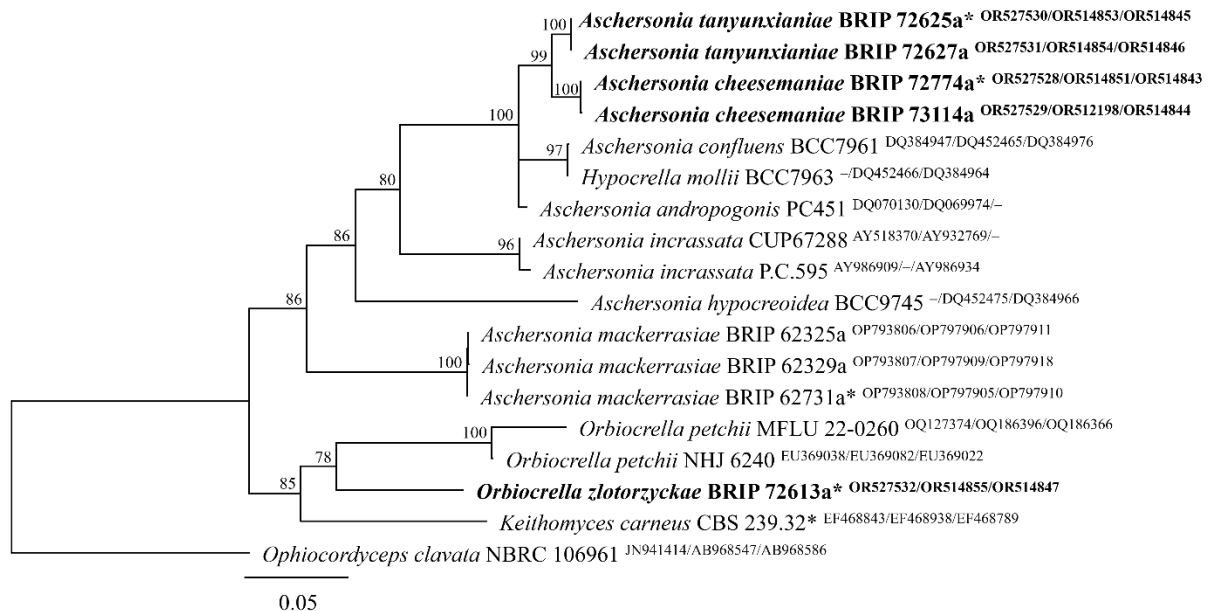 100 Aschersonia tanyunxianiae BRIP 72625a* OR527530/OR514853/OR514845
99 Aschersonia tanyunxianiae BRIP 72627a OR527531/OR514854/OR514846
Aschersonia cheesemaniae BRIP 72774a* OR527528/OR514851/OR514843
100
100 Aschersonia cheesemaniae BRIP 73114a OR527529/OR512198/OR514844
97 Aschersonia confluens BCC7961 DQ384947/DQ452465/DQ384976
80 Hypocrella mollii BCC7963 –/DQ452466/DQ384964
Aschersonia andropogonis PC451 DQ070130/DQ069974/–
86 96 Aschersonia incrassata CUP67288 AY518370/AY932769/–
Aschersonia incrassata P.C.595 AY986909/–/AY986934
86 Aschersonia hypocreoidea BCC9745 –/DQ452475/DQ384966
Aschersonia mackerrasiae BRIP 62325a OP793806/OP797906/OP797911
100 Aschersonia mackerrasiae BRIP 62329a OP793807/OP797909/OP797918
Aschersonia mackerrasiae BRIP 62731a* OP793808/OP797905/OP797910
100 Orbiocrella petchii MFLU 22-0260 OQ127374/OQ186396/OQ186366
78 Orbiocrella petchii NHJ 6240 EU369038/EU369082/EU369022
85 Orbiocrella zlotorzyckae BRIP 72613a* OR527532/OR514855/OR514847
Keithomyces carneus CBS 239.32* EF468843/EF468938/EF468789
Ophiocordyceps clavata NBRC 106961 JN941414/AB968547/AB968586
0.05